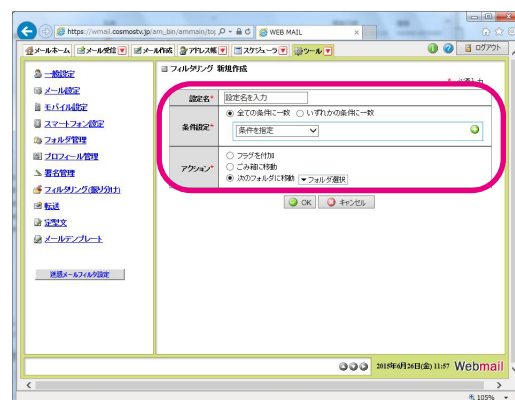 https://wmail.cosmostv.jp/am_bin/ammain/top
WEB MAIL
メールホーム メール受信 メール作成 アドレス帳 スケジュール ツール ログアウト
フィルタリング 新規作成
一般設定
メール設定
モバイル設定
スマートフォン設定
フォルダ管理
プロフィール管理
署名管理
フィルタリング(振り分け)
転送
定型文
メールテンプレート
迷惑メールフィルタ設定
設定名* 設定名を入力
条件設定* 全ての条件に一致 いずれかの条件に一致
条件を指定
アクション* フラグを付加
ごみ箱に移動
次のフォルダに移動 ▼フォルダ選択
OK キャンセル
2015年6月26日(金) 11:57 Webmail
105%